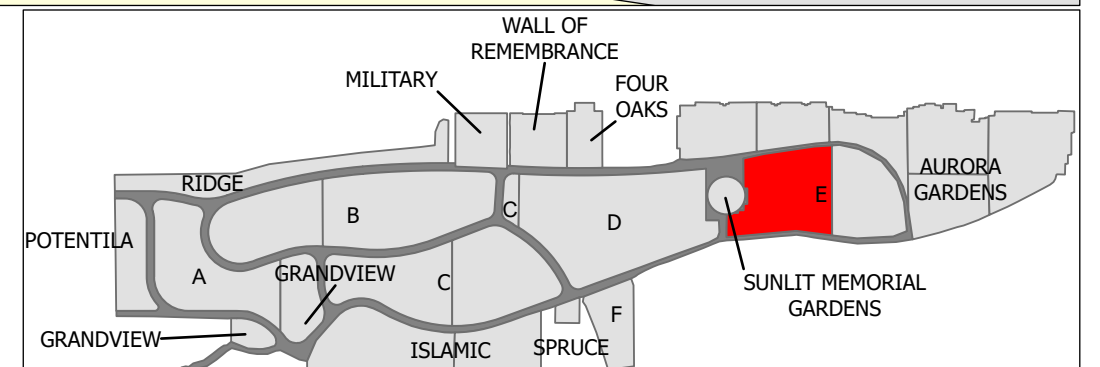 WALL OF
REMEMBRANCE
MILITARY
FOUR
OAKS
RIDGE
AURORA
GARDENS
E
B
C
D
POTENTILA
A
GRANDVIEW
C
SUNLIT MEMORIAL
GARDENS
F
GRANDVIEW
ISLAMIC
SPRUCE